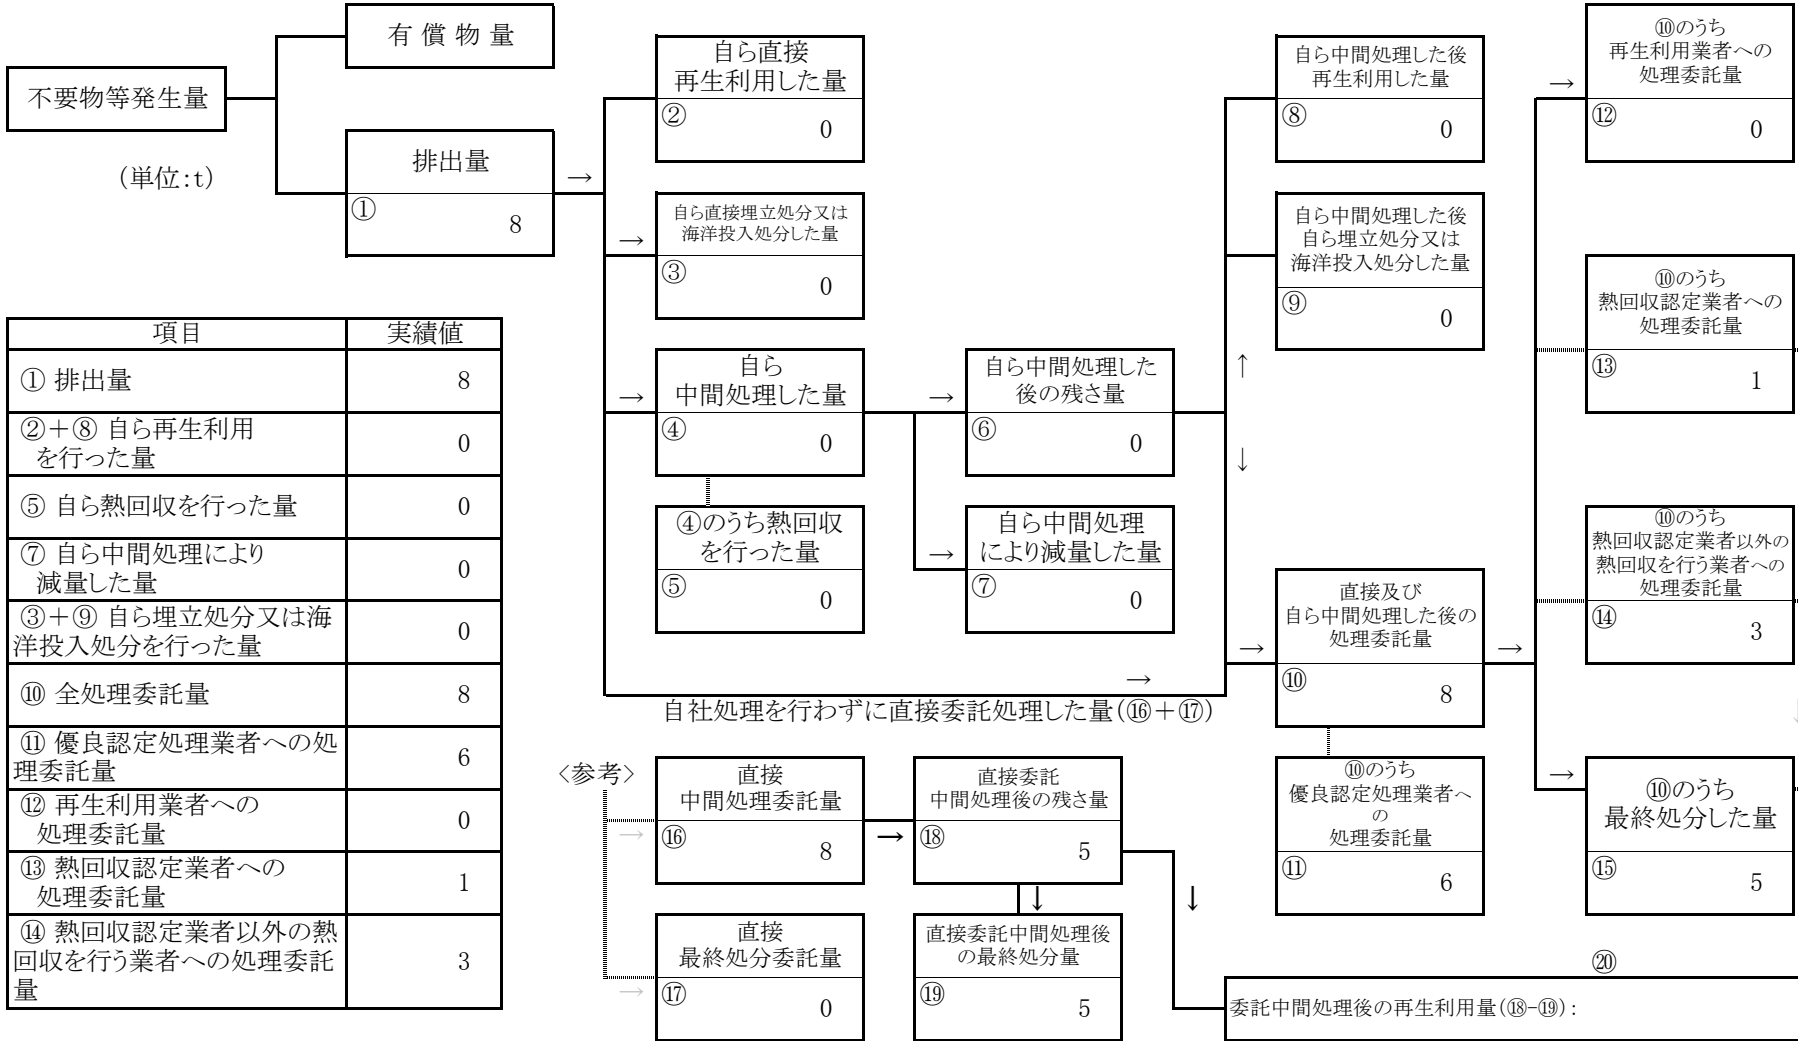 有償物量
不要物等発生量
(単位:t)
排出量
①
8
→
自ら直接
再生利用した量
②
0
→
自ら直接埋立処分又は
海洋投入処分した量
③
0
→
自ら
中間処理した量
④
0
④のうち熱回収
を行った量
⑤
0
→
自ら中間処理した
後の残さ量
⑥
0
→
自ら中間処理
により減量した量
⑦
0
自ら中間処理した後
再生利用した量
⑧
0
自ら中間処理した後
自ら埋立処分又は
海洋投入処分した量
⑨
0
↑
↓
→
自社処理を行わずに直接委託処理した量(⑯+⑰)
→
直接及び
自ら中間処理した後の
処理委託量
⑩
8
→
⑩のうち
優良認定処理業者へ
の
処理委託量
⑪
6
→
⑩のうち
再生利用業者への
処理委託量
⑫
0
⑩のうち
熱回収認定業者への
処理委託量
⑬
1
⑩のうち
熱回収認定業者以外の
熱回収を行う業者への
処理委託量
⑭
3
↓
→
⑩のうち
最終処分した量
⑮
5
項目 実績値
① 排出量 8
②+⑧ 自ら再生利用
を行った量 0
⑤ 自ら熱回収を行った量 0
⑦ 自ら中間処理により
減量した量 0
③+⑨ 自ら埋立処分又は海
洋投入処分を行った量 0
⑩ 全処理委託量 8
⑪ 優良認定処理業者への処
理委託量 6
⑫ 再生利用業者への
処理委託量 0
⑬ 熱回収認定業者への
処理委託量 1
⑭ 熱回収認定業者以外の熱
回収を行う業者への処理委託
量 3
<参考>
→
直接
中間処理委託量
⑯
8
→
直接委託
中間処理後の残さ量
⑱
5
↓
↓
→
直接
最終処分委託量
⑰
0
直接委託中間処理後
の最終処分量
⑲
5
⑳
委託中間処理後の再生利用量(⑱-⑲):